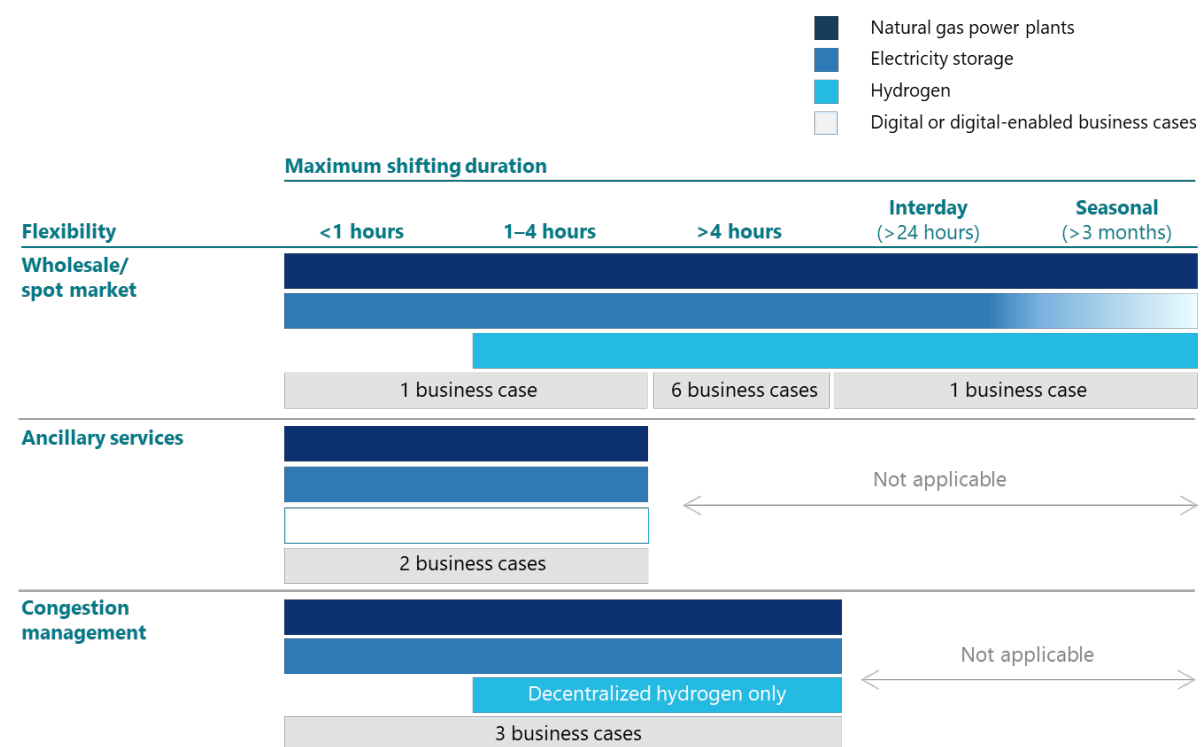 Natural gas power plants
Electricity storage
Hydrogen
Digital or digital-enabled business cases
Maximum shifting duration
Flexibility
<1 hours
1–4 hours
>4 hours
Interday
(>24 hours)
Seasonal
(>3 months)
Wholesale/
spot market
1 business case
6 business cases
1 business case
Ancillary services
Not applicable
2 business cases
Congestion
management
Not applicable
Decentralized hydrogen only
3 business cases